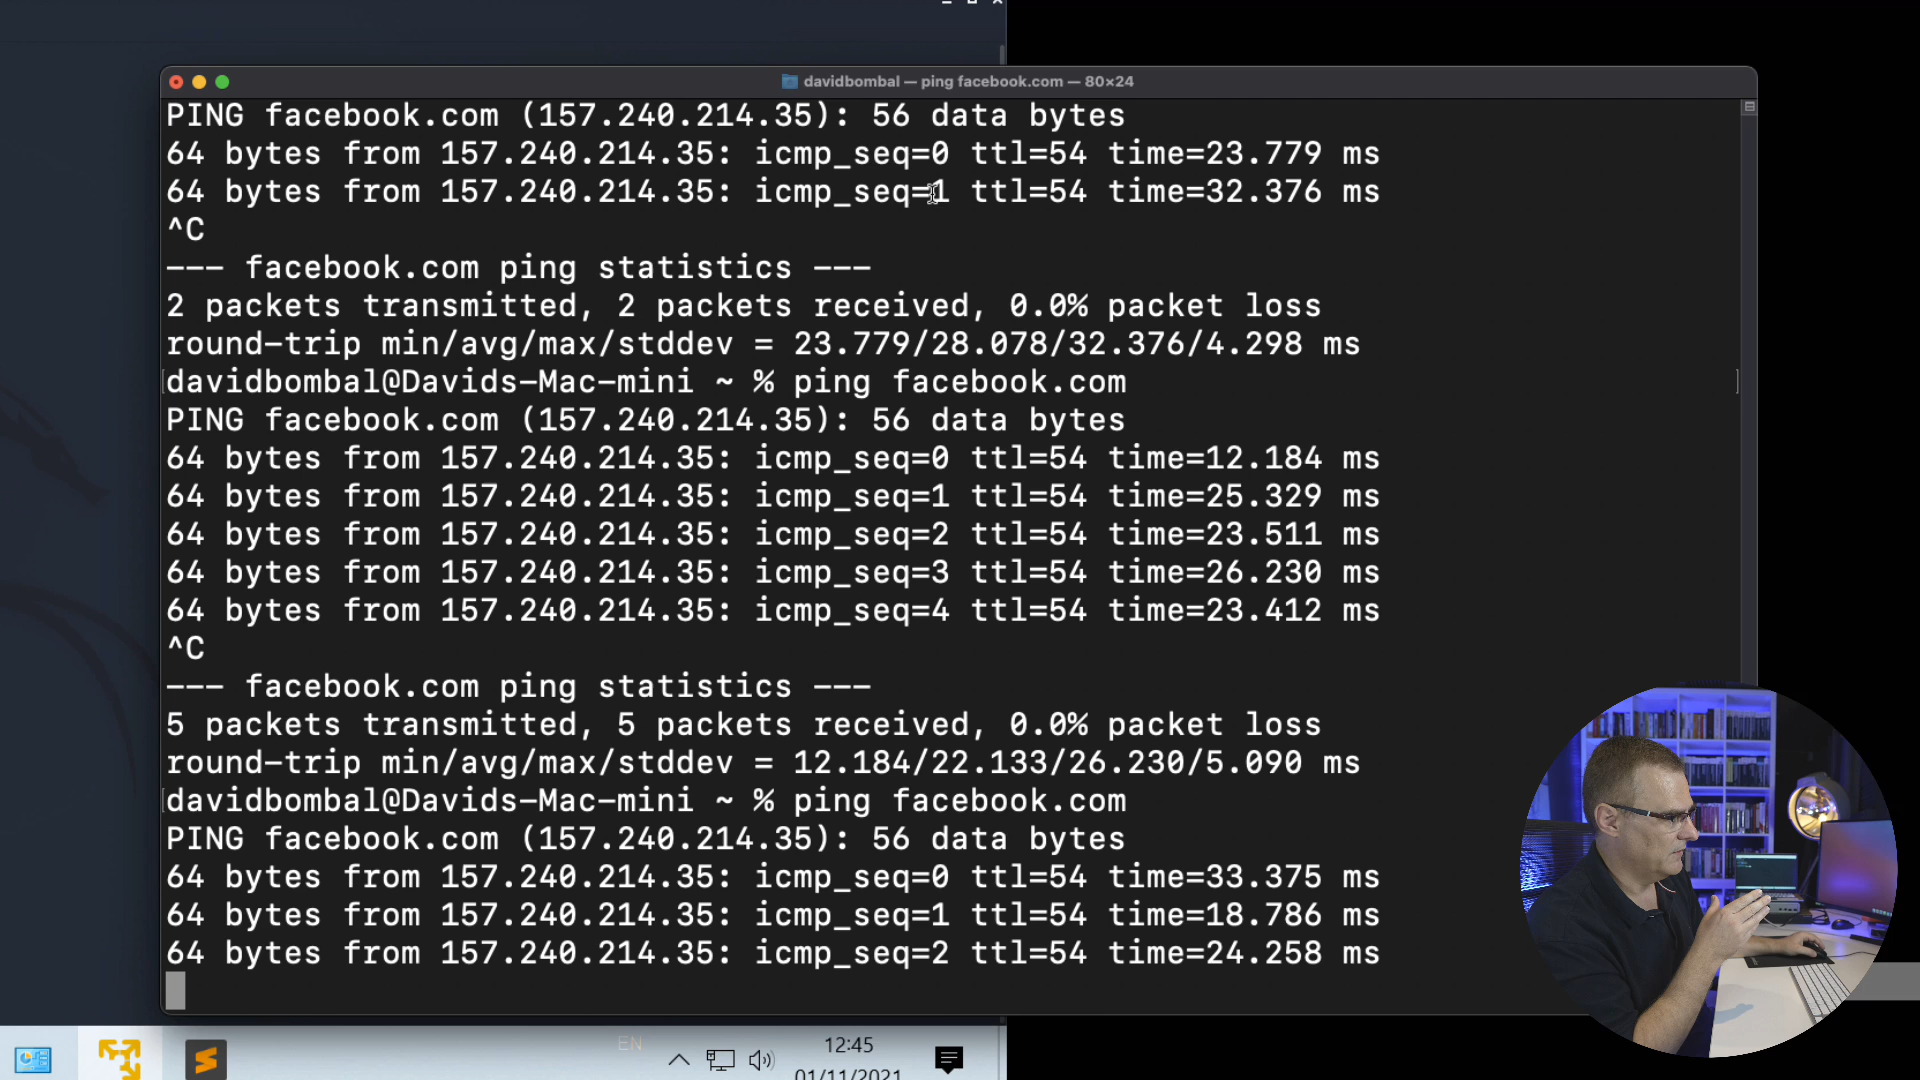 davidbombal — ping facebook.com — 80×24
PING facebook.com (157.240.214.35): 56 data bytes
64 bytes from 157.240.214.35: icmp_seq=0 ttl=54 time=23.779 ms
64 bytes from 157.240.214.35: icmp_seq=1 ttl=54 time=32.376 ms
^C
--- facebook.com ping statistics ---
2 packets transmitted, 2 packets received, 0.0% packet loss
round-trip min/avg/max/stddev = 23.779/28.078/32.376/4.298 ms
[davidbombal@Davids-Mac-mini ~ % ping facebook.com ]
PING facebook.com (157.240.214.35): 56 data bytes
64 bytes from 157.240.214.35: icmp_seq=0 ttl=54 time=12.184 ms
64 bytes from 157.240.214.35: icmp_seq=1 ttl=54 time=25.329 ms
64 bytes from 157.240.214.35: icmp_seq=2 ttl=54 time=23.511 ms
64 bytes from 157.240.214.35: icmp_seq=3 ttl=54 time=26.230 ms
64 bytes from 157.240.214.35: icmp_seq=4 ttl=54 time=23.412 ms
^C
--- facebook.com ping statistics ---
5 packets transmitted, 5 packets received, 0.0% packet loss
round-trip min/avg/max/stddev = 12.184/22.133/26.230/5.090 ms
[davidbombal@Davids-Mac-mini ~ % ping facebook.com
PING facebook.com (157.240.214.35): 56 data bytes
64 bytes from 157.240.214.35: icmp_seq=0 ttl=54 time=33.375 ms
64 bytes from 157.240.214.35: icmp_seq=1 ttl=54 time=18.786 ms
64 bytes from 157.240.214.35: icmp_seq=2 ttl=54 time=24.258 ms
EN
12:45
01/11/2021